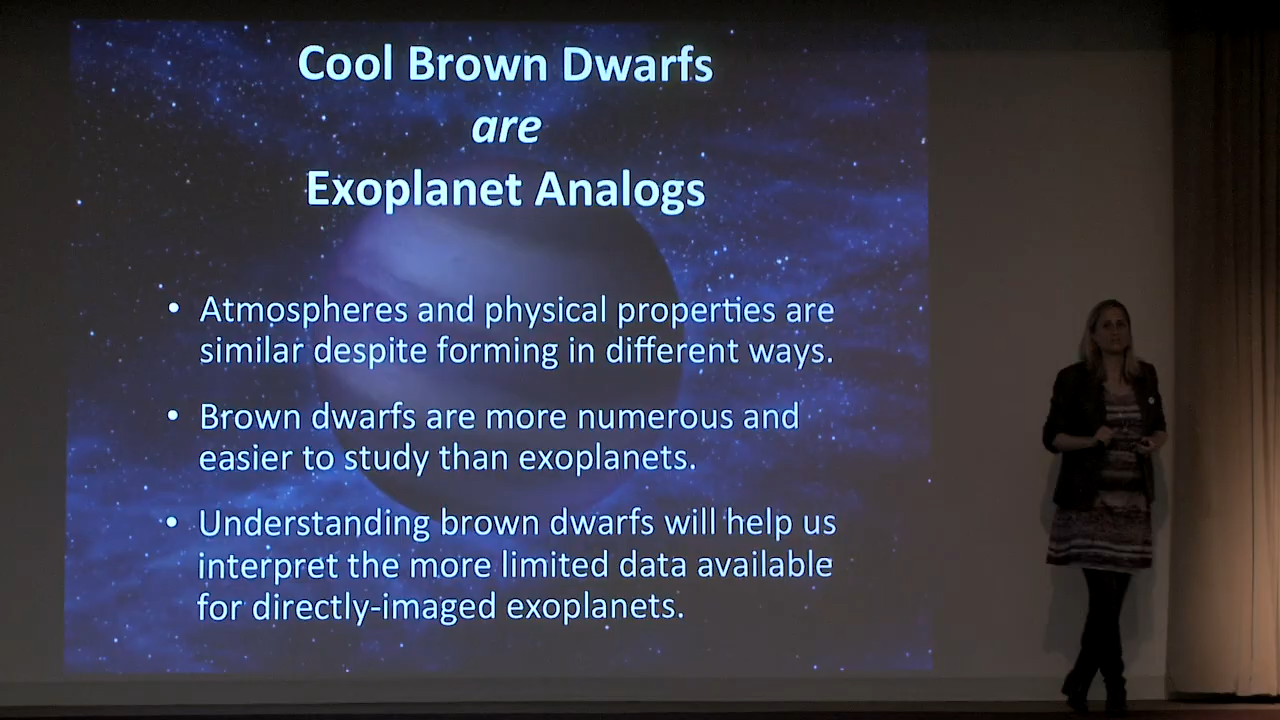 Cool Brown Dwarfs
are
Exoplanet Analogs
• Atmospheres and physical properties are
similar despite forming in different ways.
• Brown dwarfs are more numerous and
easier to study than exoplanets.
• Understanding brown dwarfs will help us
interpret the more limited data available
for directly-imaged exoplanets.